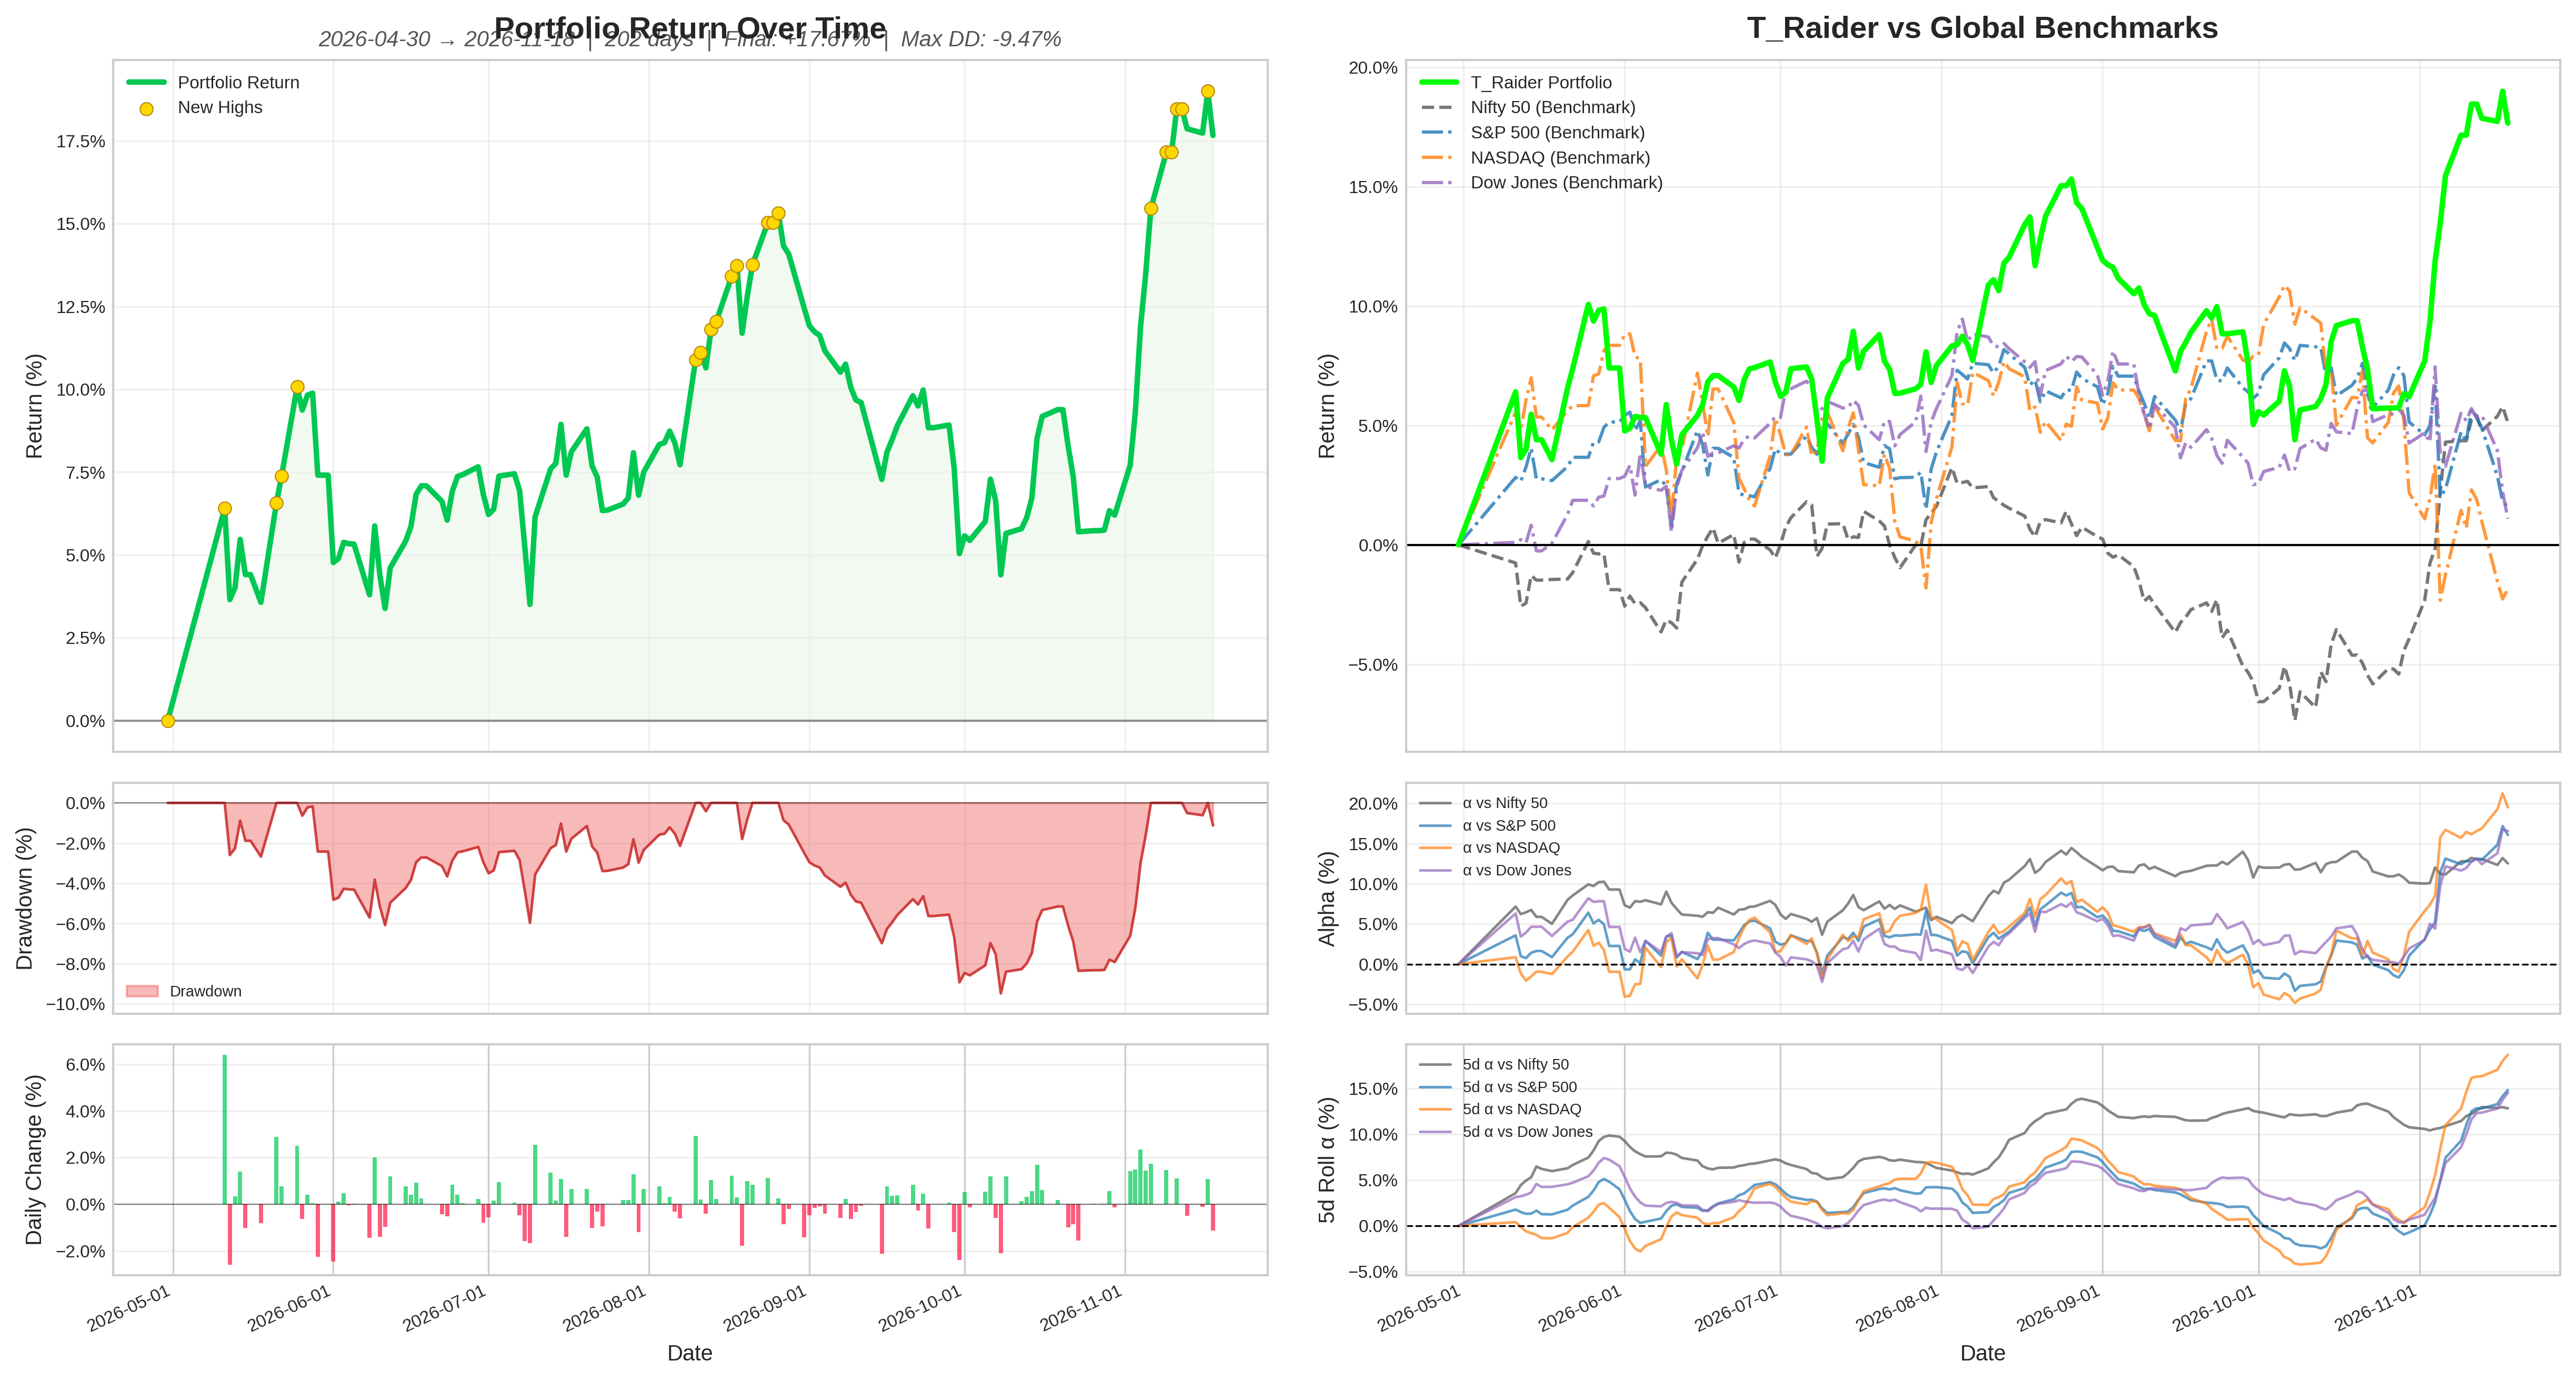 Portfolio Return Over Time
2026-04-30 → 2026-11-18 | 202 days | Final: +17.67% | Max DD: -9.47%
Portfolio Return
New Highs
Return (%)
17.5%
15.0%
12.5%
10.0%
7.5%
5.0%
2.5%
0.0%
Drawdown (%)
0.0%
−2.0%
−4.0%
−6.0%
−8.0%
−10.0%
Drawdown
Daily Change (%)
6.0%
4.0%
2.0%
0.0%
−2.0%
2026-05-01
2026-06-01
2026-07-01
2026-08-01
2026-09-01
2026-10-01
2026-11-01
Date
T_Raider vs Global Benchmarks
T_Raider Portfolio
Nifty 50 (Benchmark)
S&P 500 (Benchmark)
NASDAQ (Benchmark)
Dow Jones (Benchmark)
Return (%)
20.0%
15.0%
10.0%
5.0%
0.0%
−5.0%
α vs Nifty 50
α vs S&P 500
α vs NASDAQ
α vs Dow Jones
Alpha (%)
20.0%
15.0%
10.0%
5.0%
0.0%
−5.0%
5d α vs Nifty 50
5d α vs S&P 500
5d α vs NASDAQ
5d α vs Dow Jones
5d Roll α (%)
15.0%
10.0%
5.0%
0.0%
−5.0%
2026-05-01
2026-06-01
2026-07-01
2026-08-01
2026-09-01
2026-10-01
2026-11-01
Date